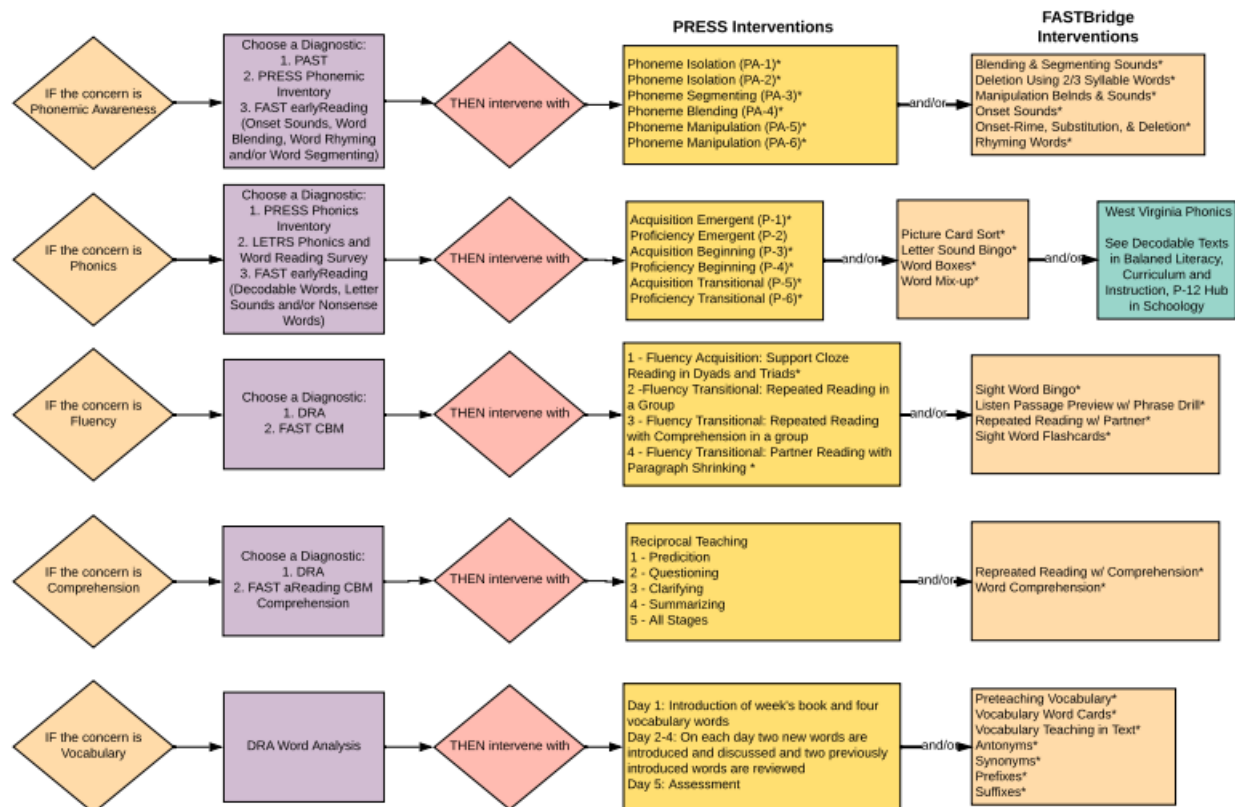 PRESS Interventions
FASTBridge
Interventions
IF the concern is
Phonemic Awareness
Choose a Diagnostic:
1. PAST
2. PRESS Phonemic
Inventory
3. FAST earlyReading
(Onset Sounds, Word
Blending, Word Rhyming
and/or Word Segmenting)
THEN intervene with
Phoneme Isolation (PA-1)*
Phoneme Isolation (PA-2)*
Phoneme Segmenting (PA-3)*
Phoneme Blending (PA-4)*
Phoneme Manipulation (PA-5)*
Phoneme Manipulation (PA-6)*
and/or
Blending & Segmenting Sounds*
Deletion Using 2/3 Syllable Words*
Manipulation Belnds & Sounds*
Onset Sounds*
Onset-Rime, Substitution, & Deletion*
Rhyming Words*
IF the concern is
Phonics
Choose a Diagnostic:
1. PRESS Phonics
Inventory
2. LETRS Phonics and
Word Reading Survey
3. FAST earlyReading
(Decodable Words, Letter
Sounds and/or Nonsense
Words)
THEN intervene with
Acquisition Emergent (P-1)*
Proficiency Emergent (P-2)
Acquisition Beginning (P-3)*
Proficiency Beginning (P-4)*
Acquisition Transitional (P-5)*
Proficiency Transitional (P-6)*
and/or
Picture Card Sort*
Letter Sound Bingo*
Word Boxes*
Word Mix-up*
and/or
West Virginia Phonics
See Decodable Texts
in Balaned Literacy,
Curriculum and
Instruction, P-12 Hub
in Schoology
IF the concern is
Fluency
Choose a Diagnostic:
1. DRA
2. FAST CBM
THEN intervene with
1 - Fluency Acquisition: Support Cloze
Reading in Dyads and Triads*
2 -Fluency Transitional: Repeated Reading in
a Group
3 - Fluency Transitional: Repeated Reading
with Comprehension in a group
4 - Fluency Transitional: Partner Reading with
Paragraph Shrinking *
and/or
Sight Word Bingo*
Listen Passage Preview w/ Phrase Drill*
Repeated Reading w/ Partner*
Sight Word Flashcards*
IF the concern is
Comprehension
Choose a Diagnostic:
1. DRA
2. FAST aReading CBM
Comprehension
THEN intervene with
Reciprocal Teaching
1 - Predicition
2 - Questioning
3 - Clarifying
4 - Summarizing
5 - All Stages
and/or
Repreated Reading w/ Comprehension*
Word Comprehension*
IF the concern is
Vocabulary
DRA Word Analysis
THEN intervene with
Day 1: Introduction of week's book and four
vocabulary words
Day 2-4: On each day two new words are
introduced and discussed and two previously
introduced words are reviewed
Day 5: Assessment
and/or
Preteaching Vocabulary*
Vocabulary Word Cards*
Vocabulary Teaching in Text*
Antonyms*
Synonyms*
Prefixes*
Suffixes*